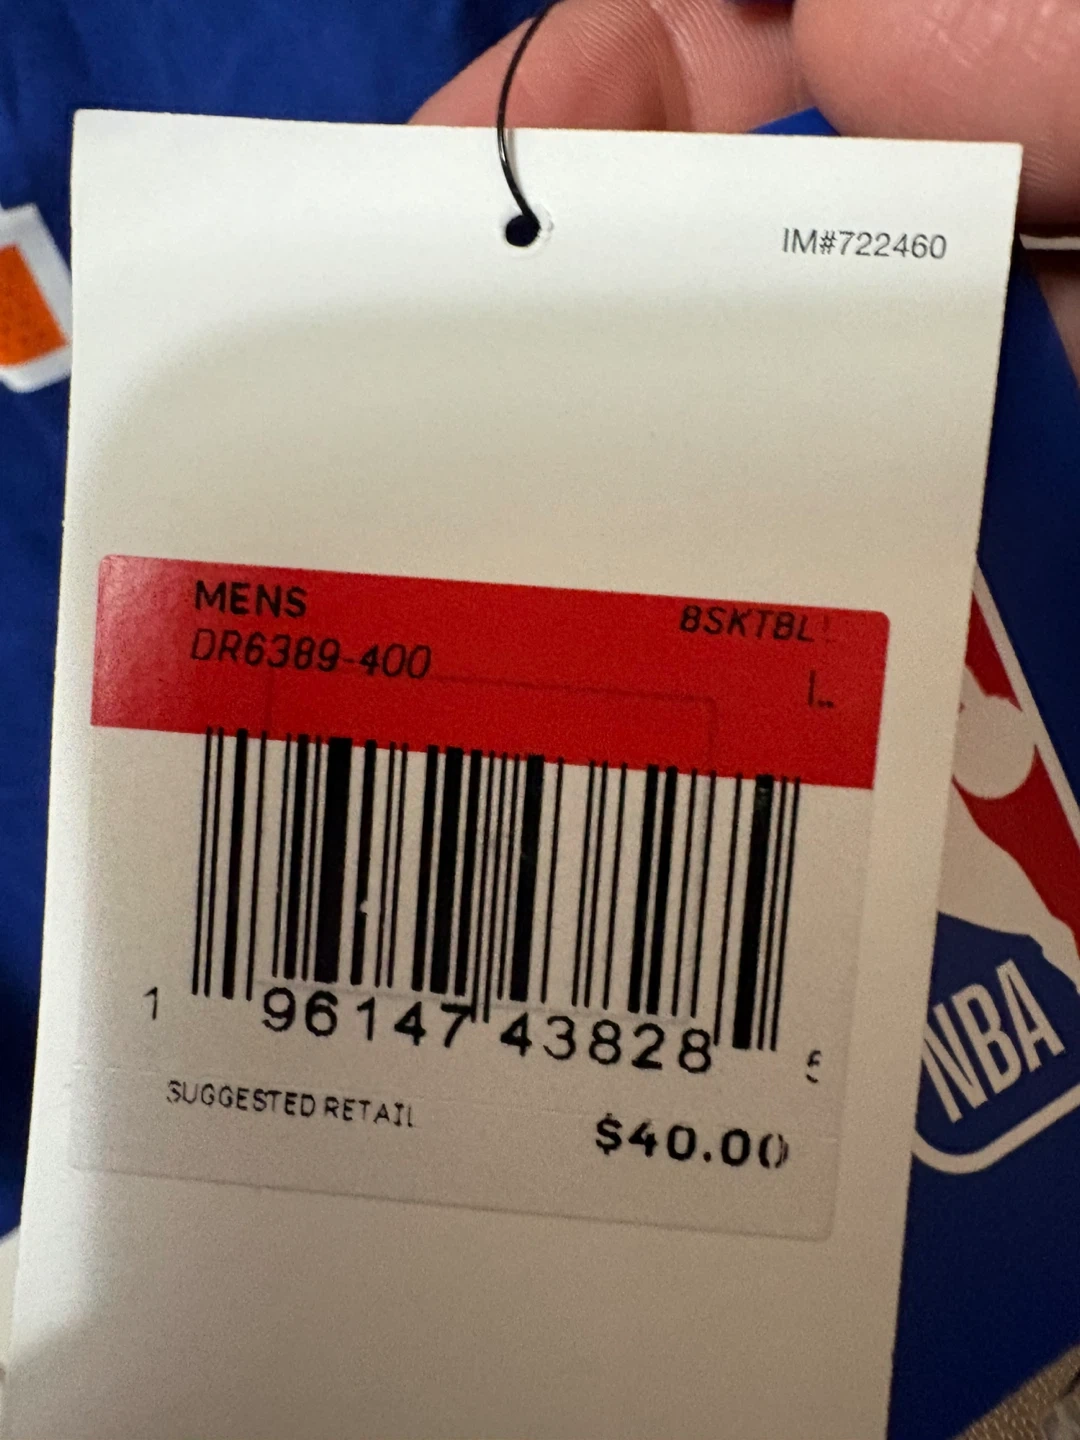 IM#722460
MENS
BSKTBL
DR6389-400
1 96147 43828
SUGGESTED RETAIL
$40.00
NBA